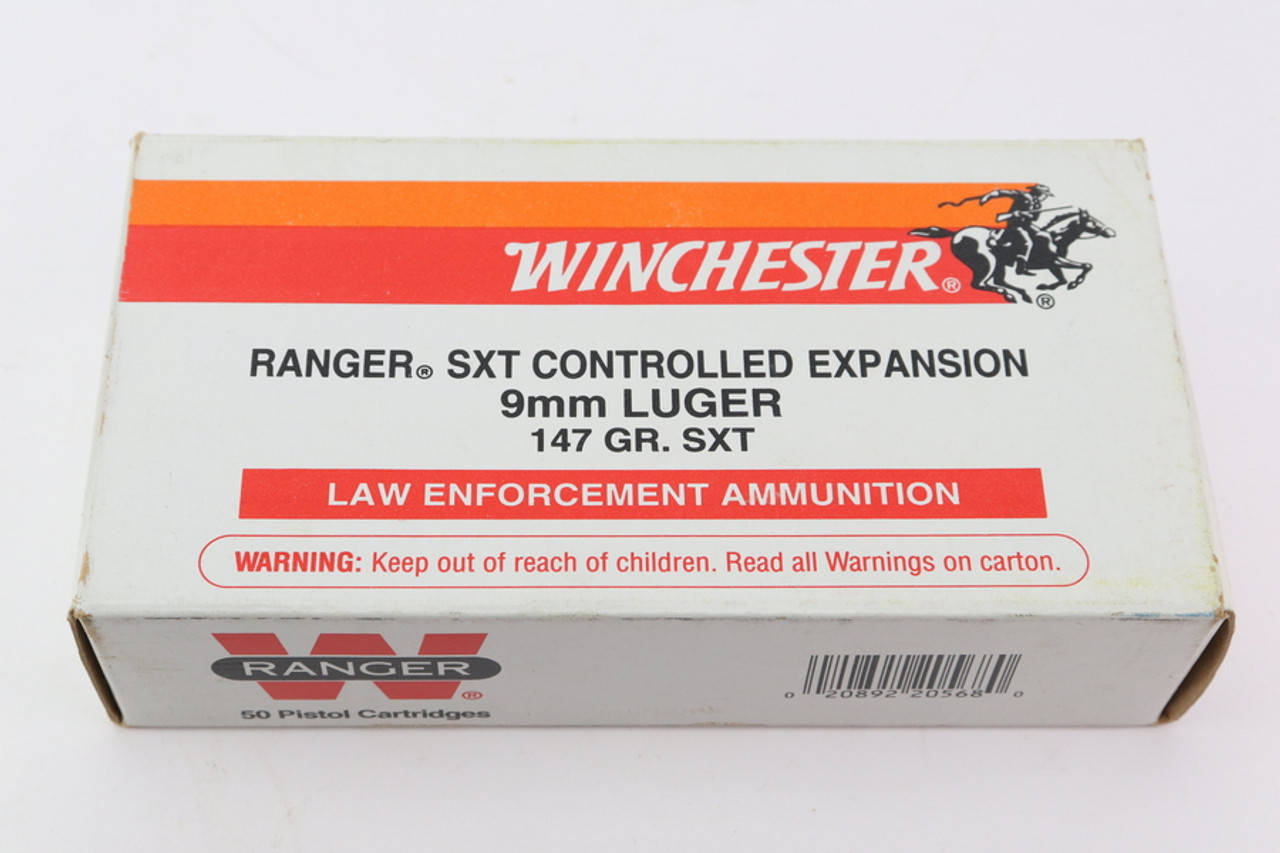 WINCHESTER®
®
RANGER® SXT CONTROLLED EXPANSION
9mm LUGER
147 GR. SXT
LAW ENFORCEMENT AMMUNITION
WARNING: Keep out of reach of children. Read all Warnings on carton.
RANGER
®
50 Pistol Cartridges
0 20892 20568 0